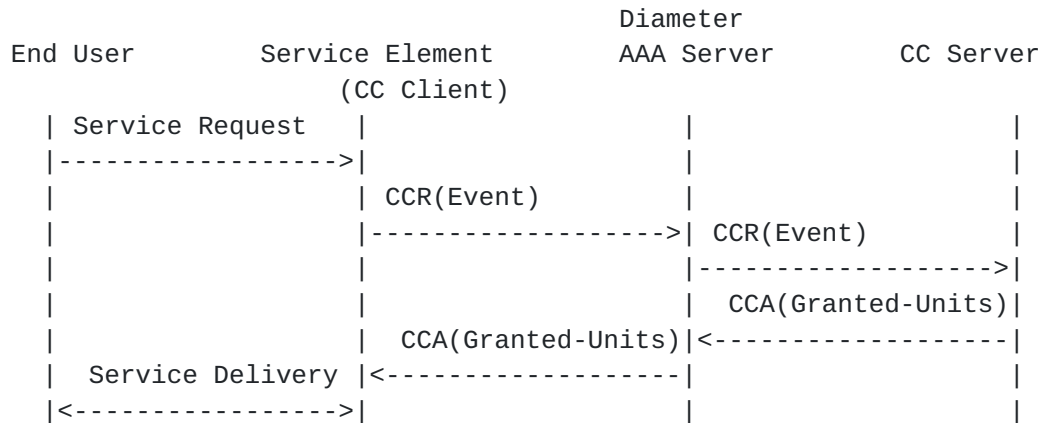 Diameter
End User        Service Element        AAA Server        CC Server
                     (CC Client)
  | Service Request   |                    |                    |
  |------------------>|                    |                    |
  |                   | CCR(Event)         |                    |
  |                   |------------------->| CCR(Event)         |
  |                   |                    |------------------->|
  |                   |                    |  CCA(Granted-Units)|
  |                   |  CCA(Granted-Units)|<-------------------|
  |  Service Delivery |<-------------------|                    |
  |<----------------->|                    |                    |